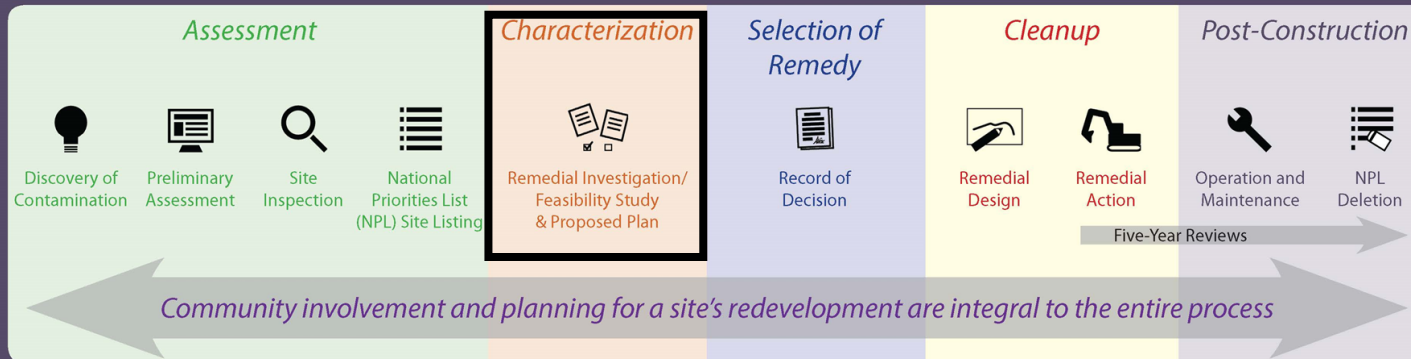 Assessment
Characterization
Selection of
Remedy
Cleanup
Post-Construction
Discovery of
Contamination
Preliminary
Assessment
Site
Inspection
National
Priorities List
(NPL) Site Listing
Remedial Investigation/
Feasibility Study
& Proposed Plan
Record of
Decision
Remedial
Design
Remedial
Action
Operation and
Maintenance
NPL
Deletion
Five-Year Reviews
Community involvement and planning for a site's redevelopment are integral to the entire process